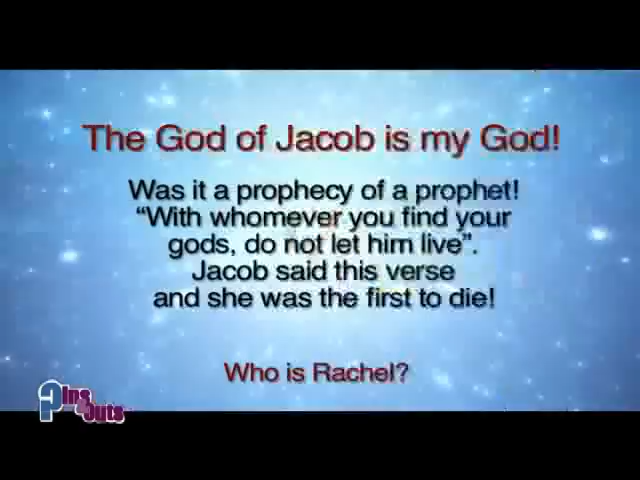 The God of Jacob is my God!
Was it a prophecy of a prophet!
“With whomever you find your
gods, do not let him live”.
Jacob said this verse
and she was the first to die!
Who is Rachel?
Ins
Outs